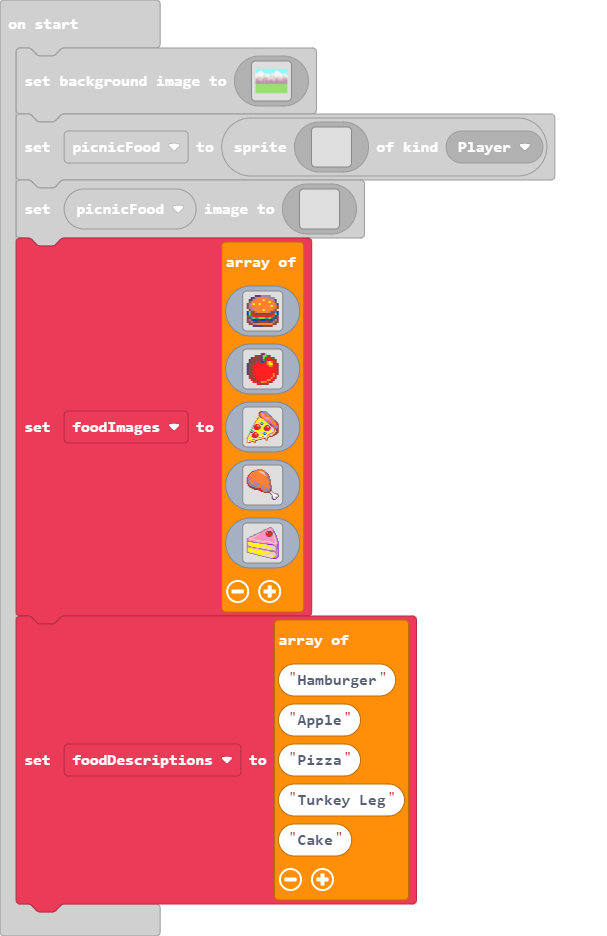 on start
set background image to
set picnicFood to sprite of kind Player
set picnicFood image to
array of
set foodImages to
array of
"Hamburger"
"Apple"
"Pizza"
set foodDescriptions to
"Turkey Leg"
"Cake"